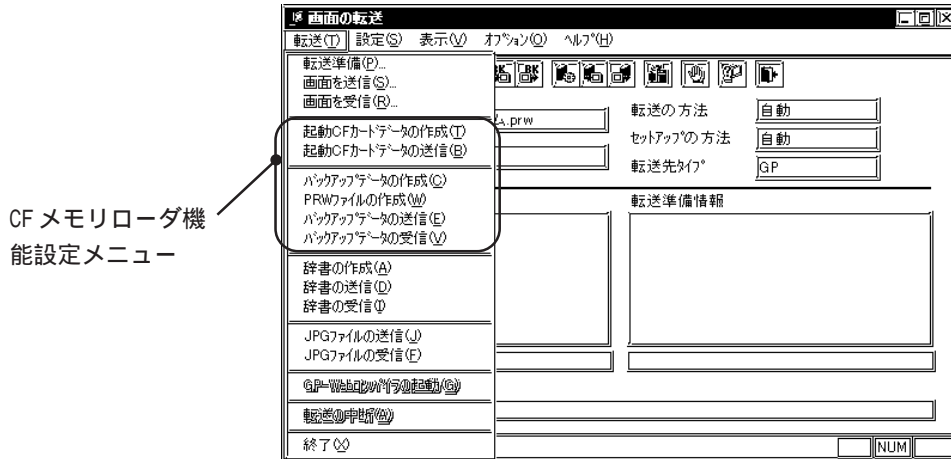 画面の転送
転送(T) 設定(S) 表示(V) オプション(O) ヘルプ(H)
転送準備(P)...
画面を送信(S)...
画面を受信(R)...
起動CFカードデータの作成(T)
起動CFカードデータの送信(B)
バックアップデータの作成(C)
PRWファイルの作成(W)
バックアップデータの送信(E)
バックアップデータの受信(V)
辞書の作成(A)
辞書の送信(D)
辞書の受信(I)
JPGファイルの送信(J)
JPGファイルの受信(F)
GP-Webコンパイラの起動(G)
転送の中断(A)
終了(X)
.prw
転送の方法 自動
セットアップの方法 自動
転送先タイプ GP
転送準備情報
NUM
CFメモリローダ機
能設定メニュー